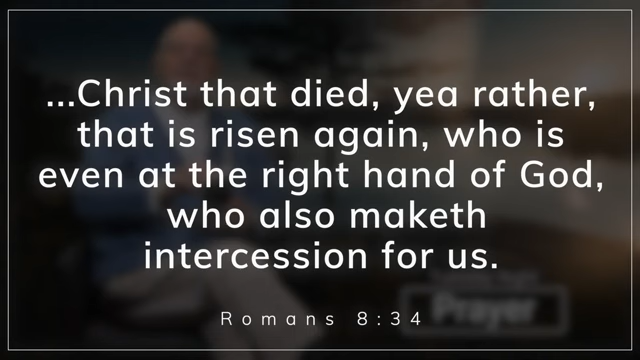 ...Christ that died, yea rather,
that is risen again, who is
even at the right hand of God,
who also maketh
intercession for us.
Romans 8:34
Prayer